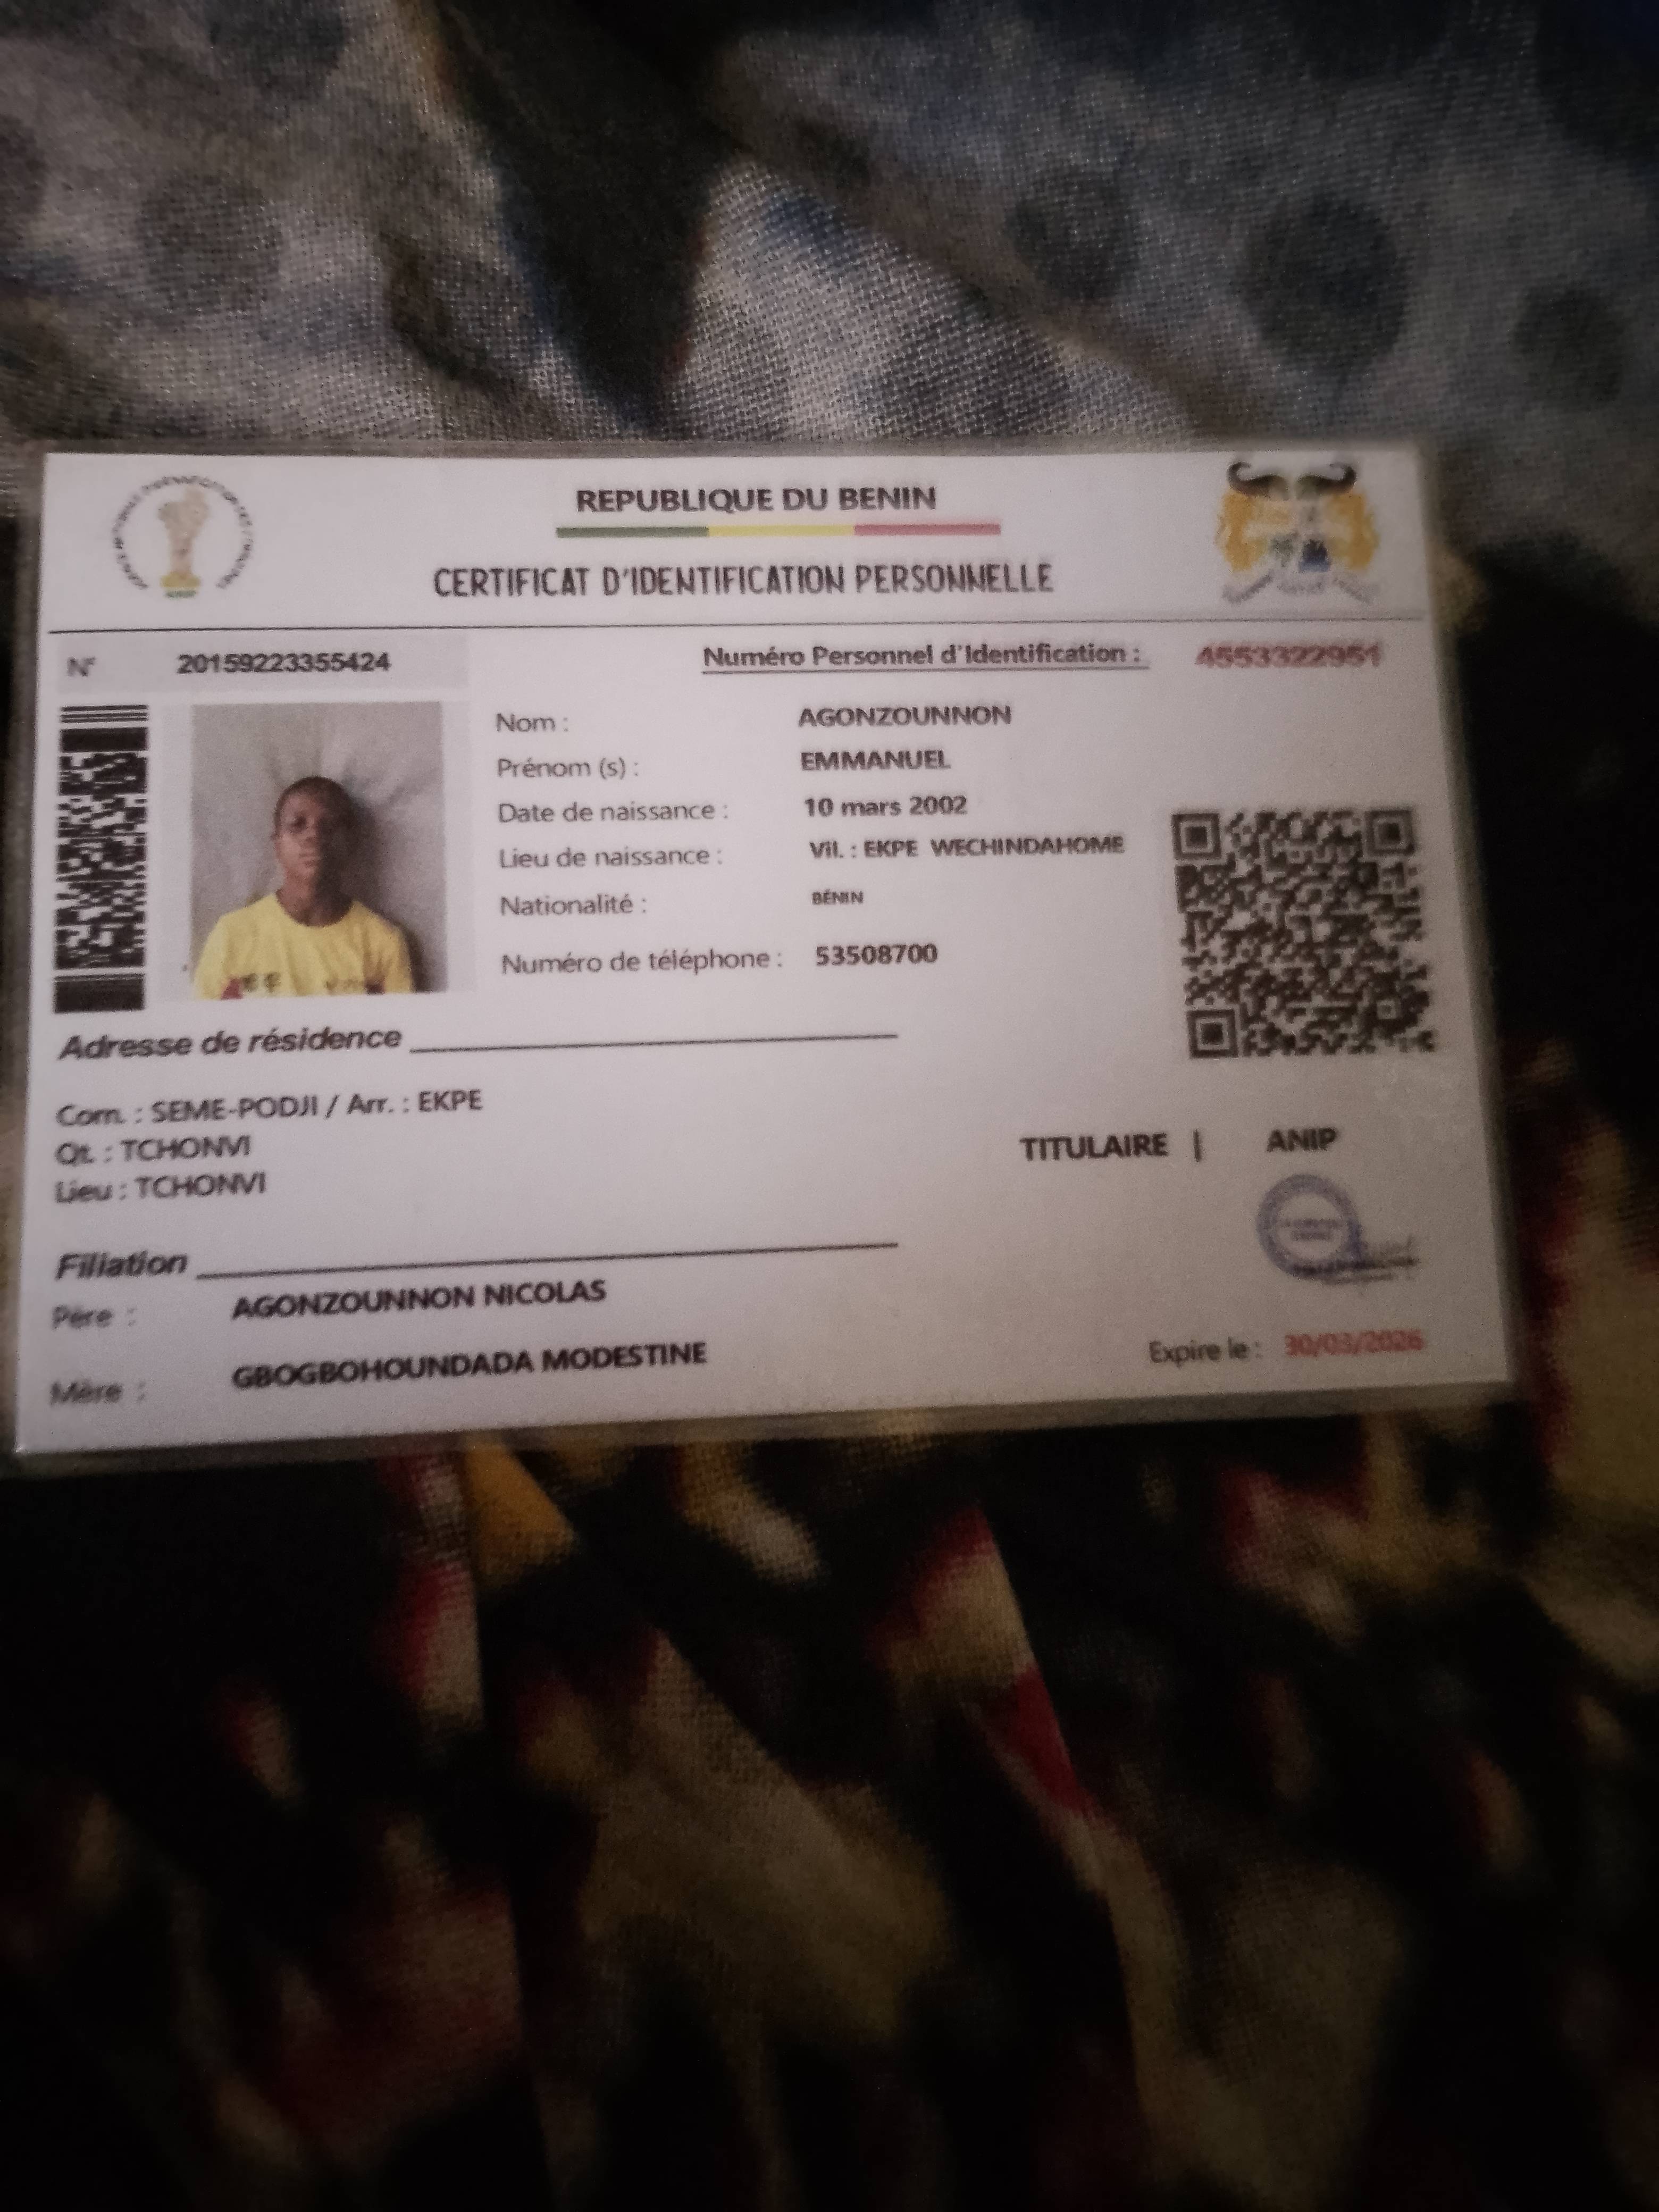 REPUBLIQUE DU BENIN
CERTIFICAT D'IDENTIFICATION PERSONNELLE
N° 20159223355424
Numéro Personnel d'Identification : 4553322951
Nom : AGONZOUNNON
Prénom (s) : EMMANUEL
Date de naissance : 10 mars 2002
Lieu de naissance : Vil. : EKPE WECHINDAHOME
Nationalité : BÉNIN
Numéro de téléphone : 53508700
Adresse de résidence
Com. : SEME-PODJI / Arr. : EKPE
Qt. : TCHONVI
Lieu : TCHONVI
TITULAIRE | ANIP
Filiation
Père : AGONZOUNNON NICOLAS
Mère : GBOGBOHOUNDADA MODESTINE
Expire le : 30/03/2026